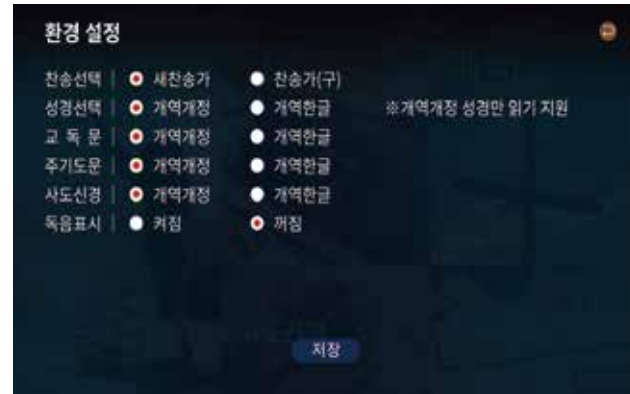 환경 설정
찬송선택 | 새찬송가 찬송가(구)
성경선택 | 개역개정 개역한글 ※개역개정 성경만 읽기 지원
교 독 문 | 개역개정 개역한글
주기도문 | 개역개정 개역한글
사도신경 | 개역개정 개역한글
독음표시 | 켜짐 꺼짐
저장